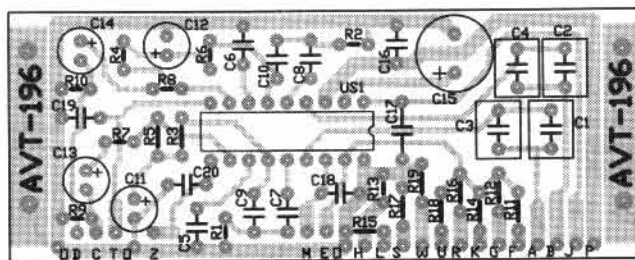 AVT-196
C14
C12
R4
R6
C6
C10
C8
R2
C16
C15
C4
C2
R10
R8
C19
US1
C17
C3
C1
R7
R5
R3
C13
C11
C20
C9
C7
C18
R13
R19
R17
R18
R16
R14
R12
R11
C5
R1
R15
Z
M E D H L S W U R K G F A B J P
AVT-196